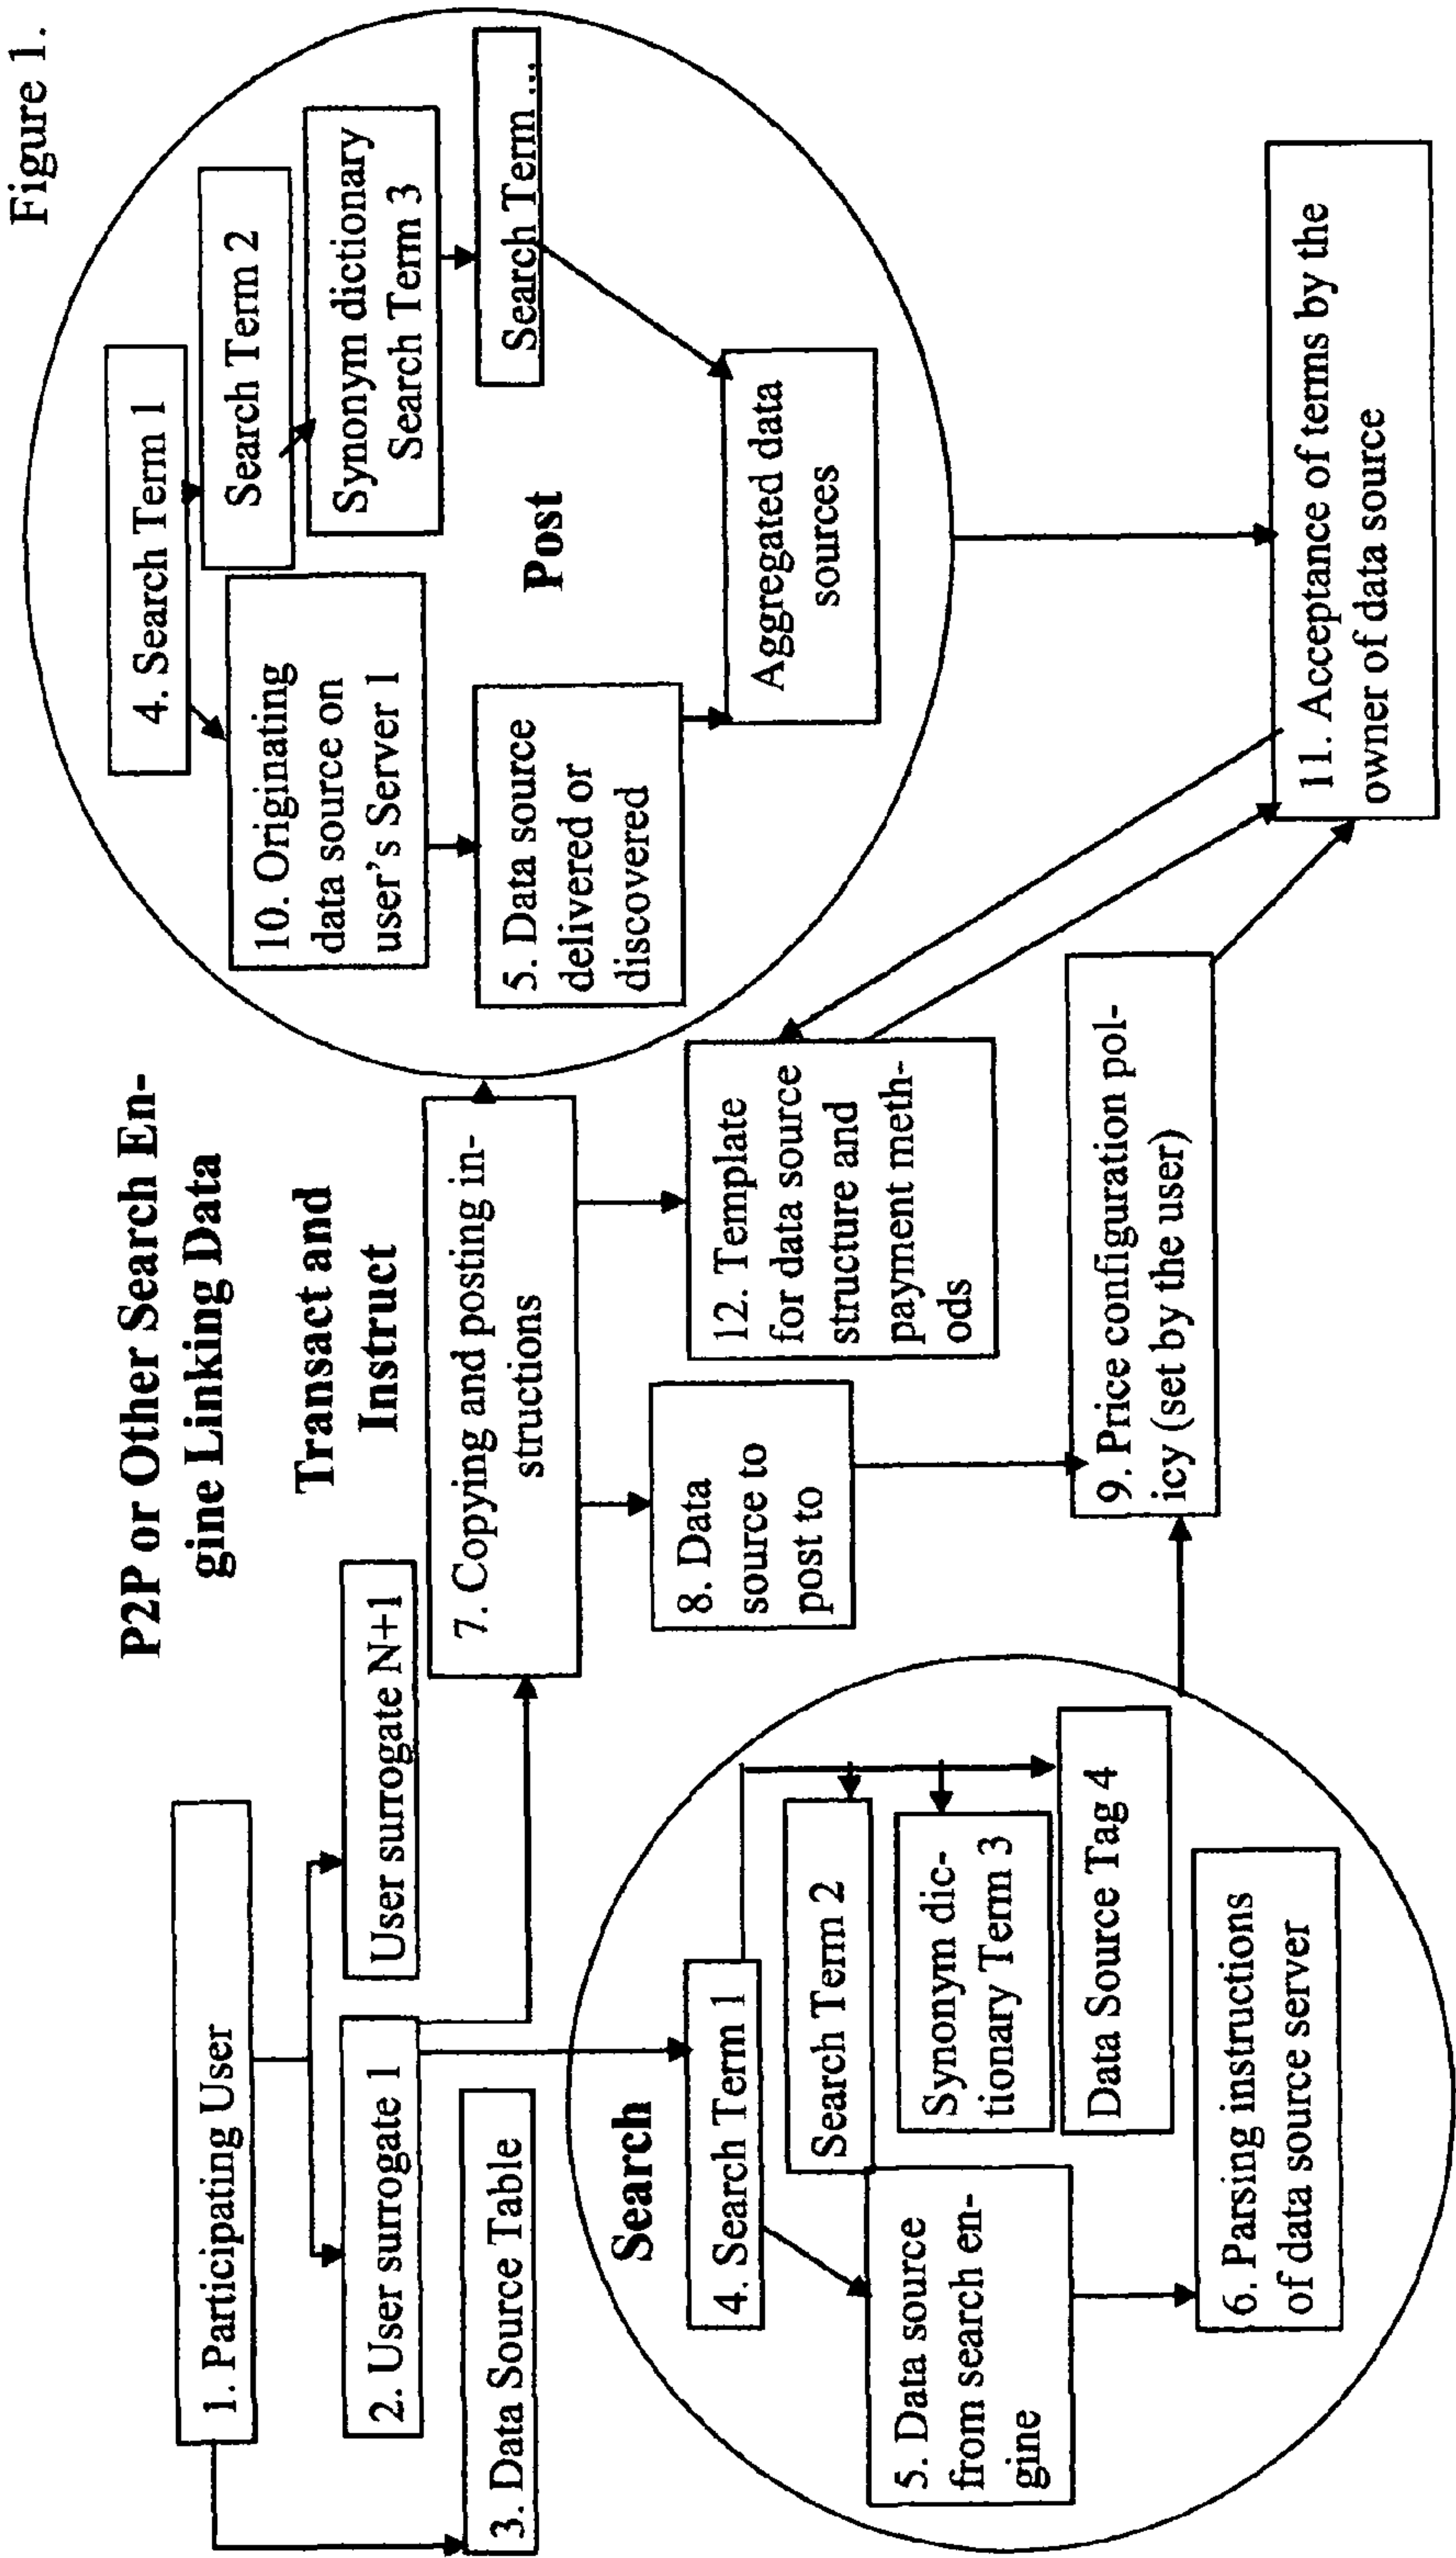 Figure 1.
P2P or Other Search En-
gine Linking Data
Transact and
Instruct
1. Participating User
2. User surrogate 1
User surrogate N+1
3. Data Source Table
Search
4. Search Term 1
Search Term 2
Synonym dic-
tionary Term 3
Data Source Tag 4
5. Data source
from search en-
gine
6. Parsing instructions
of data source server
7. Copying and posting in-
structions
8. Data
source to
post to
12. Template
for data source
structure and
payment meth-
ods
9. Price configuration pol-
icy (set by the user)
4. Search Term 1
Search Term 2
Synonym dictionary
Search Term 3
Search Term ...
10. Originating
data source on
user's Server 1
Post
5. Data source
delivered or
discovered
Aggregated data
sources
11. Acceptance of terms by the
owner of data source